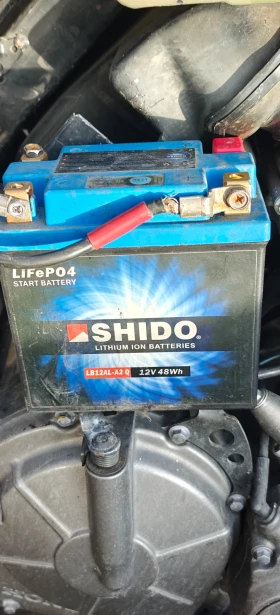 LiFePO4
START BATTERY
SHIDO
LITHIUM ION BATTERIES
LB12AL-A2 Q 12V 48Wh